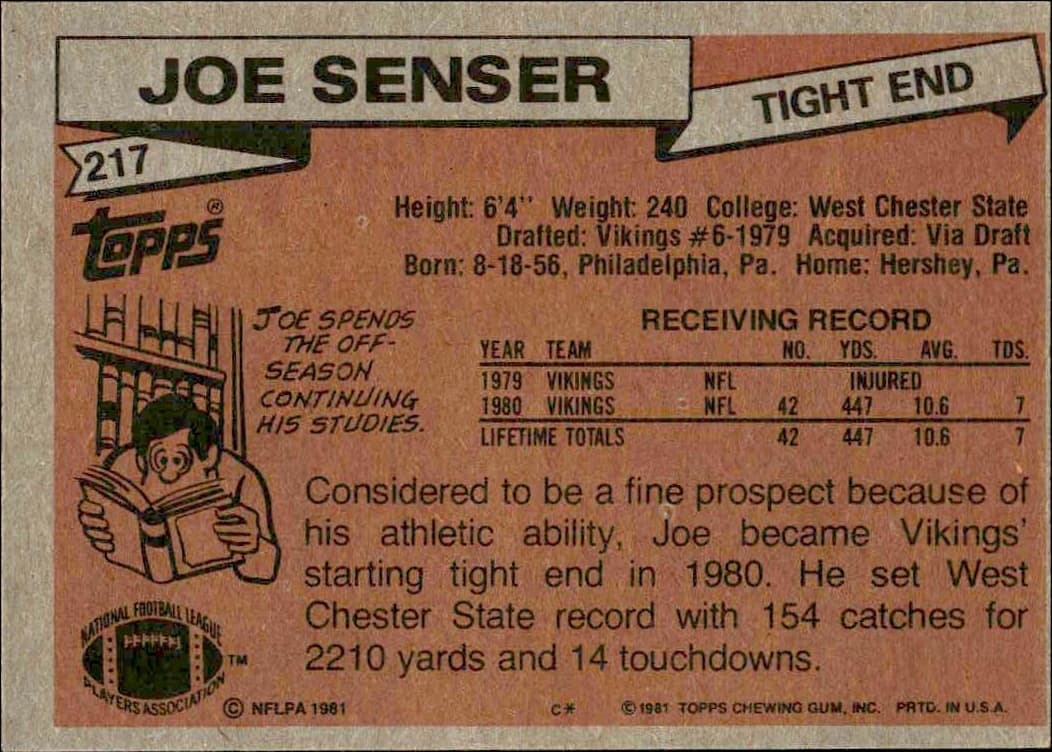 JOE SENSER
TIGHT END
217
Topps®
Height: 6'4" Weight: 240 College: West Chester State
Drafted: Vikings #6-1979 Acquired: Via Draft
Born: 8-18-56, Philadelphia, Pa. Home: Hershey, Pa.
JOE SPENDS
THE OFF-
SEASON
CONTINUING
HIS STUDIES.
RECEIVING RECORD
YEAR TEAM NO. YDS. AVG. TDS.
1979 VIKINGS NFL INJURED
1980 VIKINGS NFL 42 447 10.6 7
LIFETIME TOTALS 42 447 10.6 7
Considered to be a fine prospect because of
his athletic ability, Joe became Vikings'
starting tight end in 1980. He set West
Chester State record with 154 catches for
2210 yards and 14 touchdowns.
NATIONAL FOOTBALL LEAGUE
PLAYERS ASSOCIATION
TM
© NFLPA 1981
C*
© 1981 TOPPS CHEWING GUM, INC. PRTD. IN U.S.A.